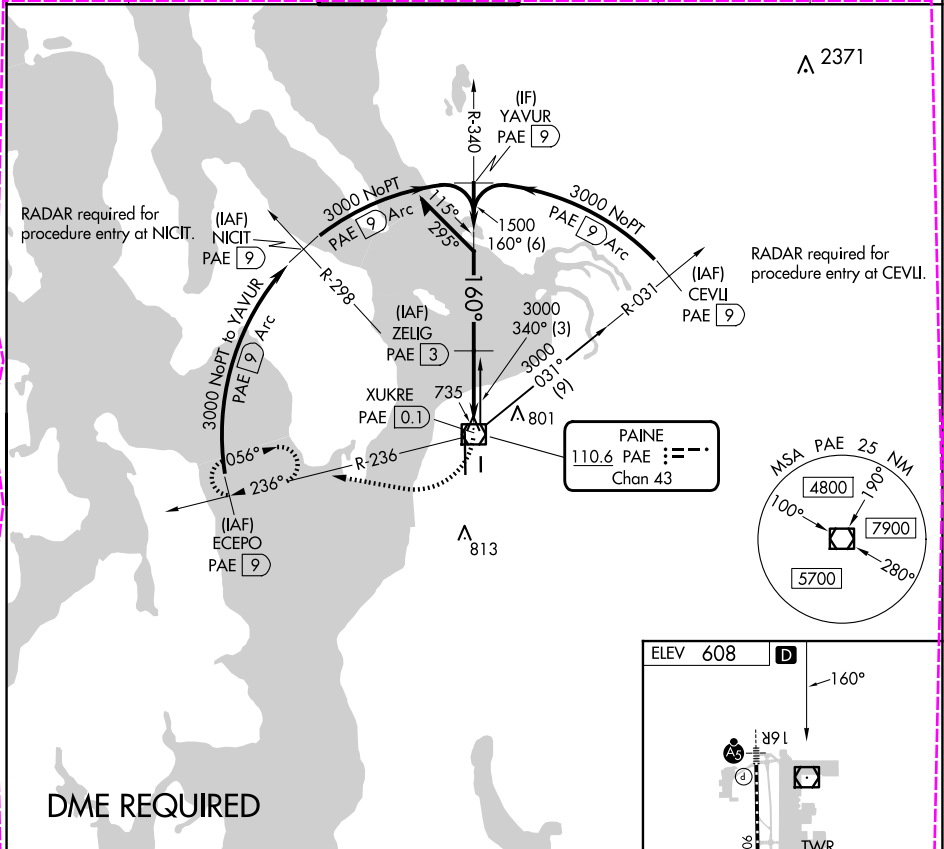 2371
(IF)
YAVUR
PAE 9
R-340
3000 NoPT
PAE 9 Arc
3000 NoPT
PAE 9 Arc
RADAR required for
procedure entry at NICIT.
(IAF)
NICIT
PAE 9
115°
295°
1500
160° (6)
RADAR required for
procedure entry at CEVLI.
(IAF)
CEVLI
PAE 9
R-031
R-298
160°
3000 NoPT to YAVUR
PAE 9 Arc
(IAF)
ZELIG
PAE 3
3000
340° (3)
3000
031°
(9)
XUKRE
PAE 0.1
735
801
PAINE
110.6 PAE
Chan 43
R-236
056°
236°
(IAF)
ECEPO
PAE 9
813
MSA PAE 25 NM
4800
190°
100°
7900
280°
5700
ELEV 608
D
160°
16R
A5
P
90
TWR
DME REQUIRED